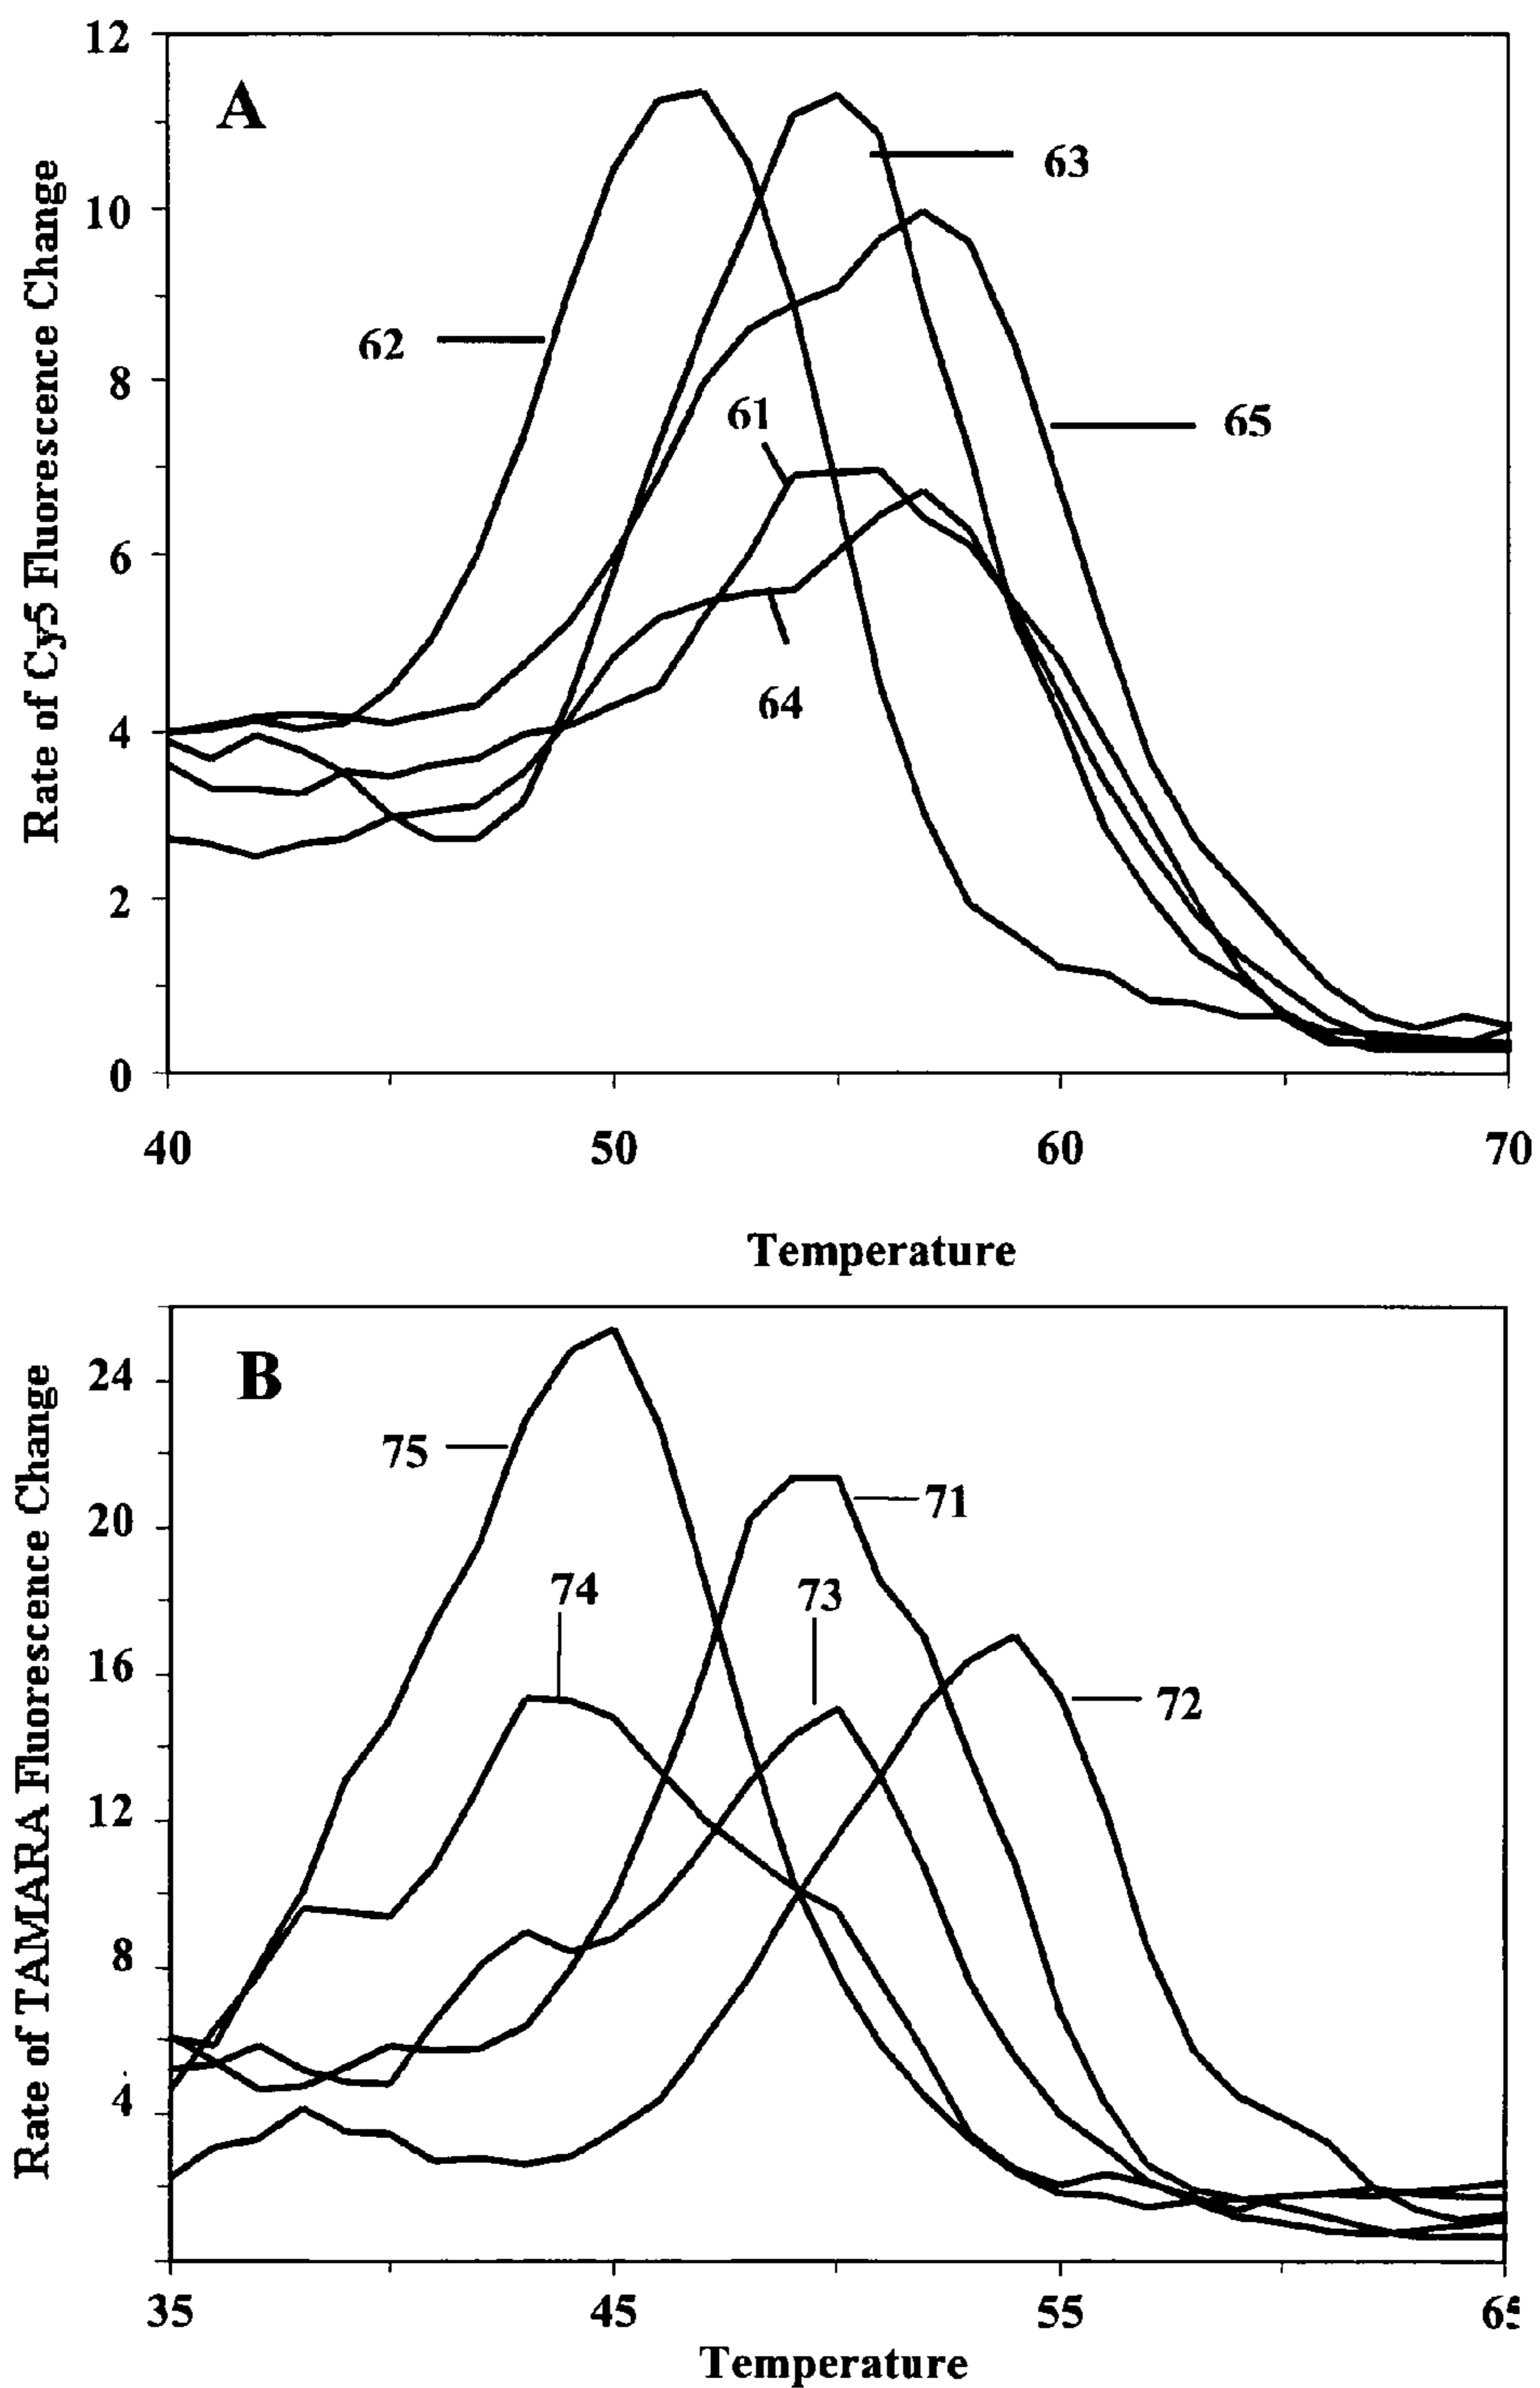 12
A
63
10
62
8
61
65
6
64
4
2
0
40 50 60 70
Temperature
Rate of Cy5 Fluorescence Change
B
24
75
71
20
74
73
16
72
12
8
4
35 45 55
Temperature
Rate of TAMARA Fluorescence Change